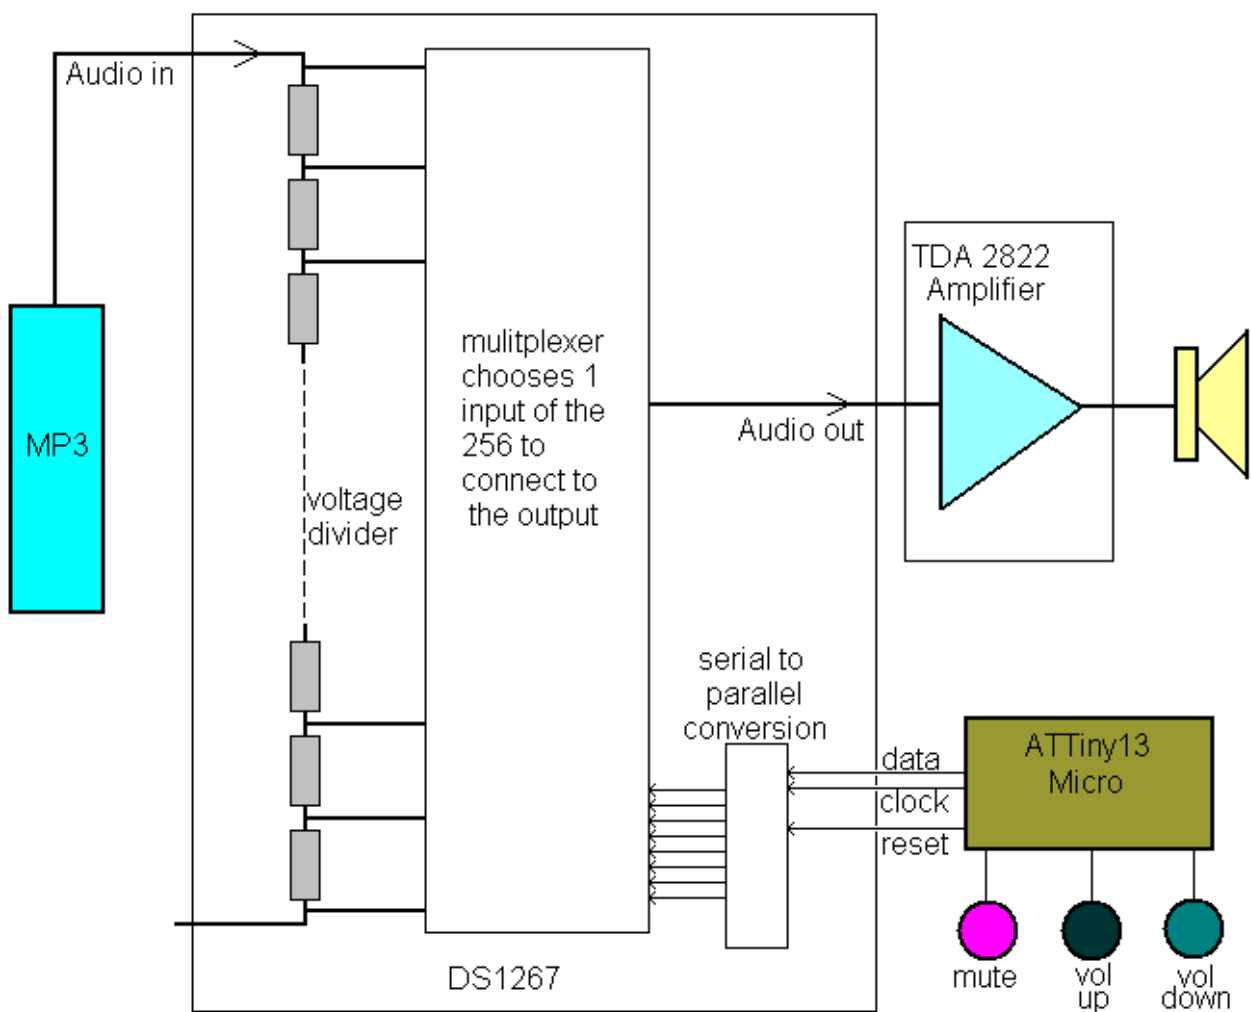 Audio in
MP3
voltage
divider
mulitplexer
chooses 1
input of the
256 to
connect to
the output
Audio out
TDA 2822
Amplifier
serial to
parallel
conversion
data
clock
reset
ATTiny13
Micro
mute
vol
up
vol
down
DS1267